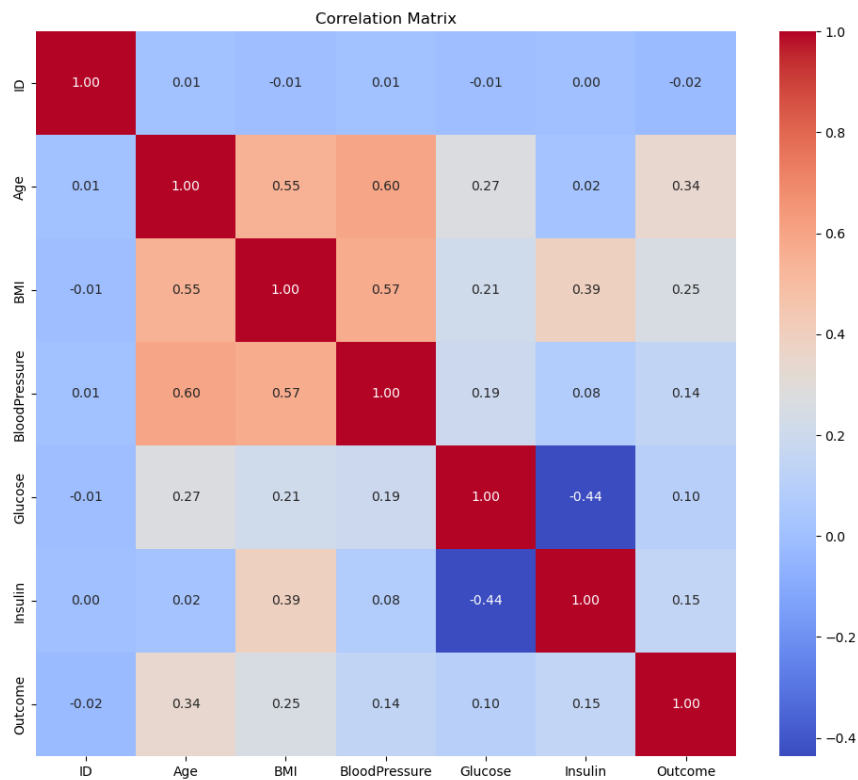 Correlation Matrix
ID 1.00 0.01 -0.01 0.01 -0.01 0.00 -0.02
Age 0.01 1.00 0.55 0.60 0.27 0.02 0.34
BMI -0.01 0.55 1.00 0.57 0.21 0.39 0.25
BloodPressure 0.01 0.60 0.57 1.00 0.19 0.08 0.14
Glucose -0.01 0.27 0.21 0.19 1.00 -0.44 0.10
Insulin 0.00 0.02 0.39 0.08 -0.44 1.00 0.15
Outcome -0.02 0.34 0.25 0.14 0.10 0.15 1.00
ID Age BMI BloodPressure Glucose Insulin Outcome
1.0
0.8
0.6
0.4
0.2
0.0
−0.2
−0.4